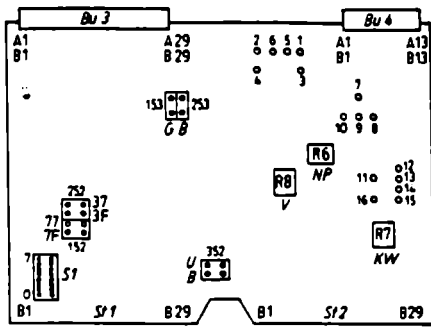 Bu 3 Bu 4
A1 A29 2 6 5 1 A1 A13
B1 B29 B1 B13
4 3 7
153 253
G B
10 9 8
R6
NP
12
R8 11 13
V 14
252 16 15
37
3F
77
7F
152
R7
KW
352
U
B
7
0
S1
B1 St1 B29 B1 St2 B29